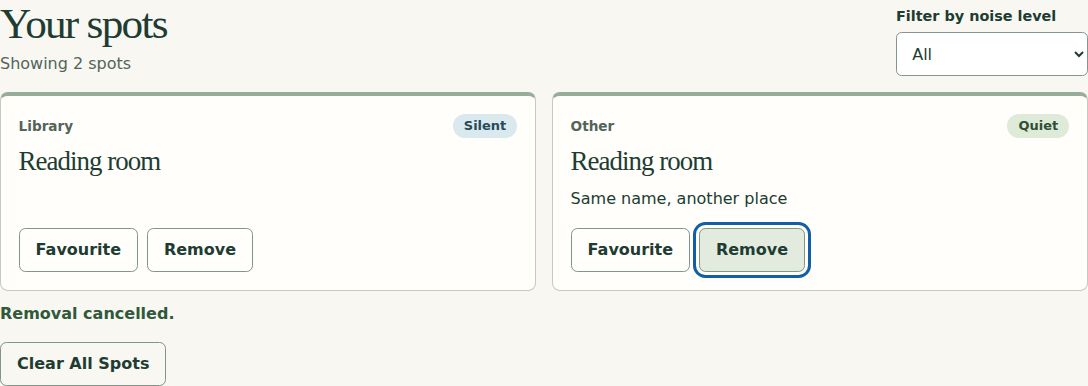 Your spots
Showing 2 spots
Filter by noise level
All
Library
Silent
Reading room
Favourite
Remove
Other
Quiet
Reading room
Same name, another place
Favourite
Remove
Removal cancelled.
Clear All Spots